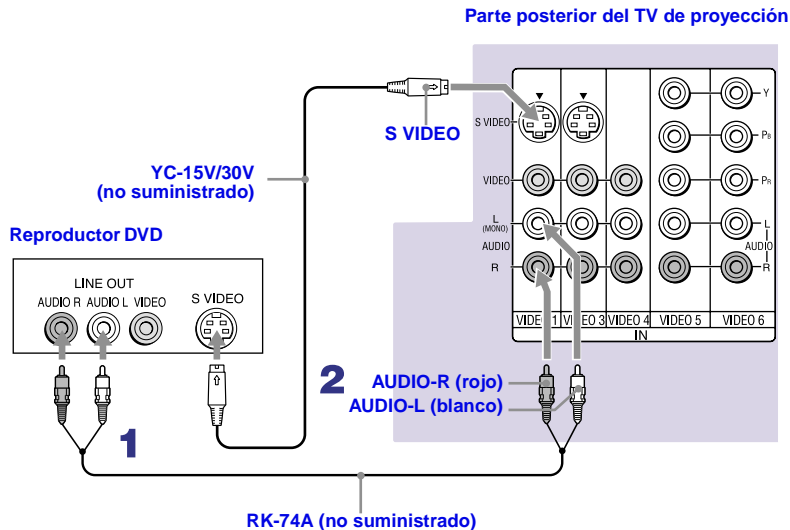 Parte posterior del TV de proyección
S VIDEO
YC-15V/30V
(no suministrado)
Reproductor DVD
LINE OUT
AUDIO R AUDIO L VIDEO
S VIDEO
S VIDEO
VIDEO
L
(MONO)
AUDIO
R
Y
PB
PR
L
AUDIO
R
VIDEO 1 VIDEO 3 VIDEO 4 VIDEO 5 VIDEO 6
IN
1
2
AUDIO-R (rojo)
AUDIO-L (blanco)
RK-74A (no suministrado)